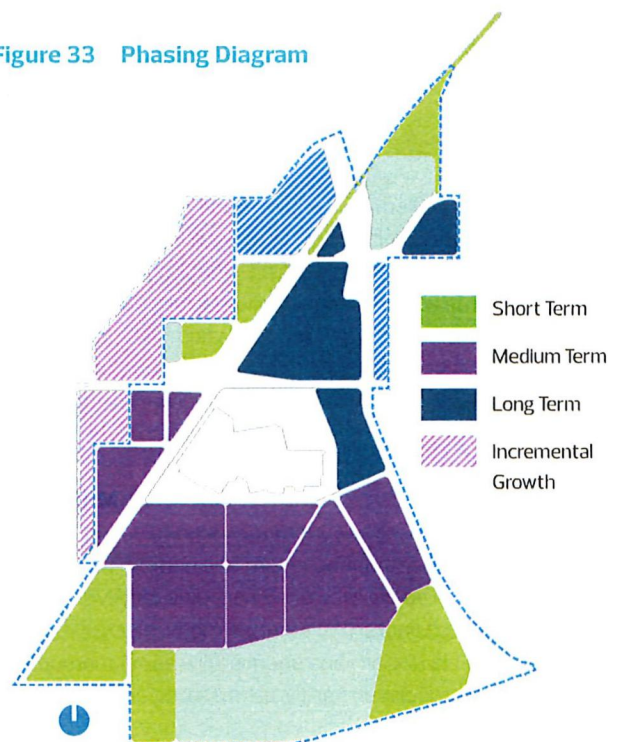 Figure 33 Phasing Diagram
Short Term
Medium Term
Long Term
Incremental
Growth